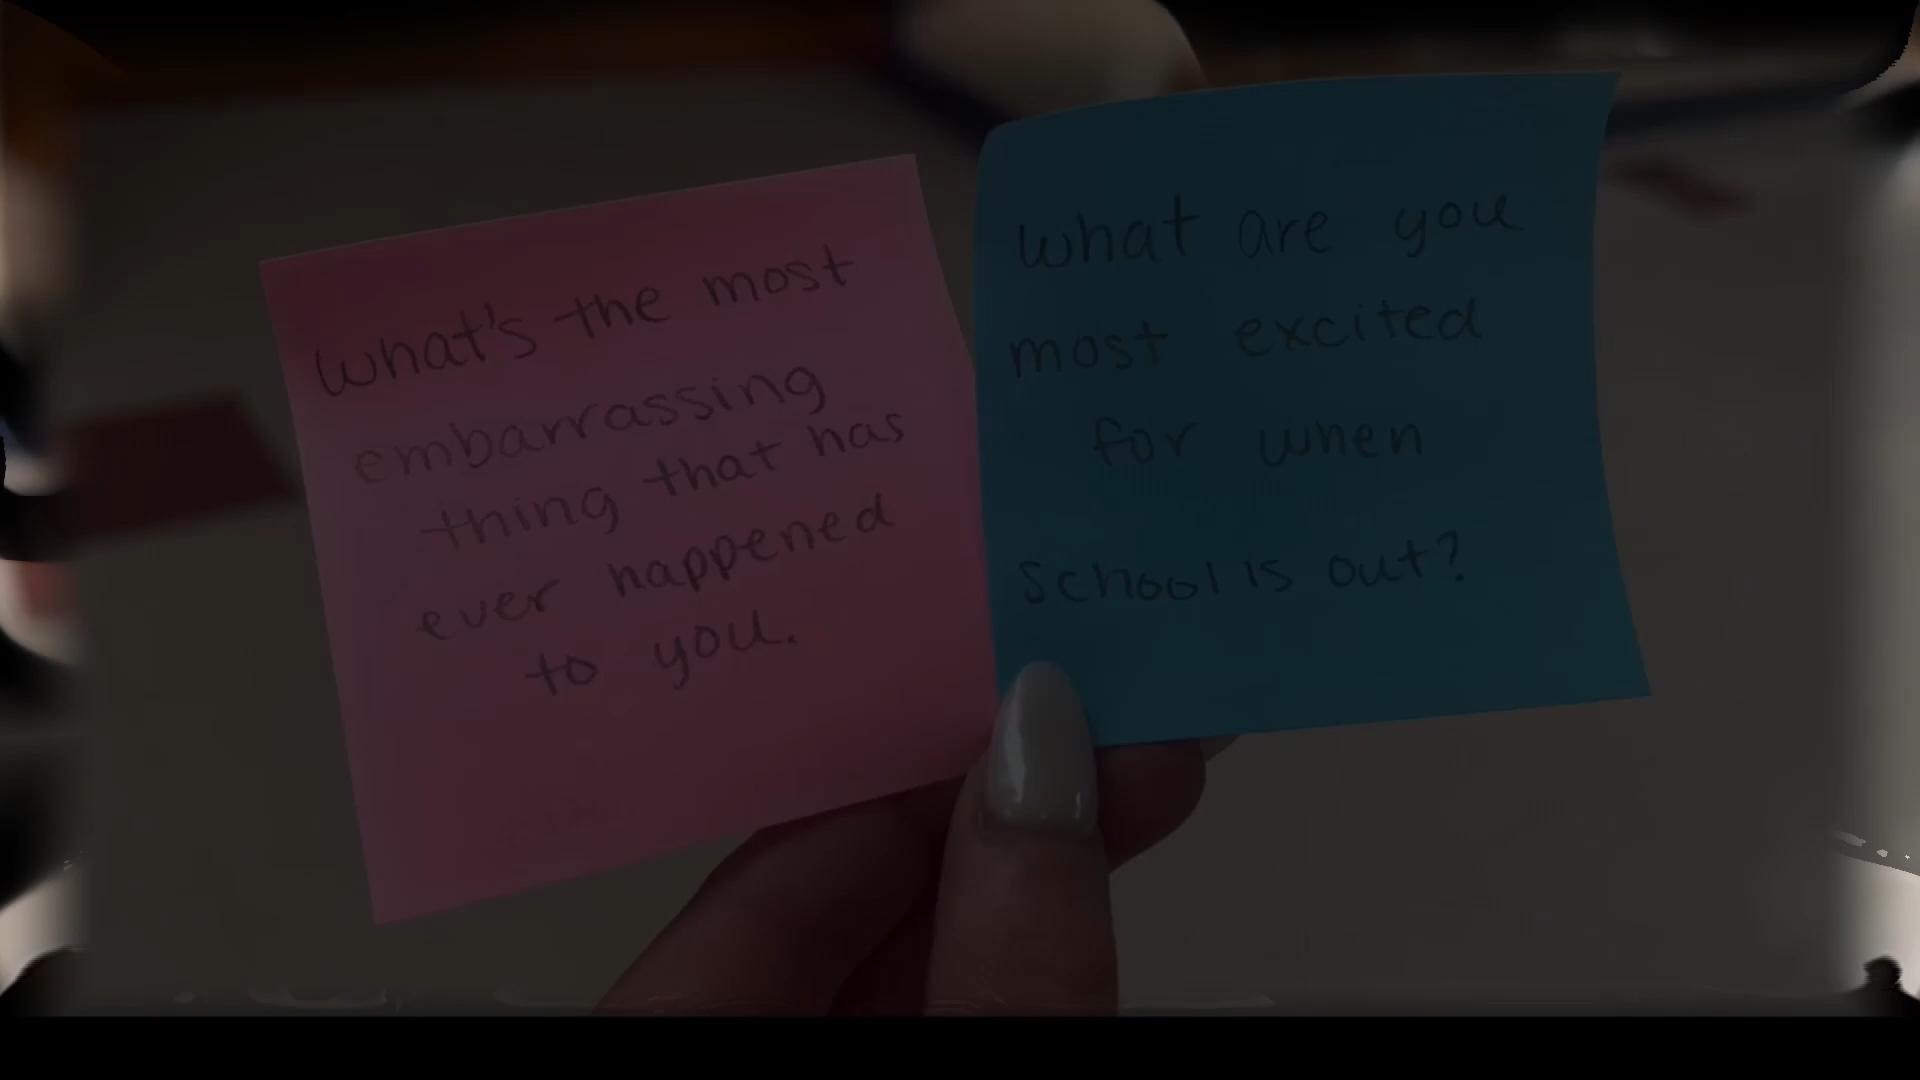 What's the most
embarrassing
thing that has
ever happened
to you.
What are you
most excited
for when
School is out?